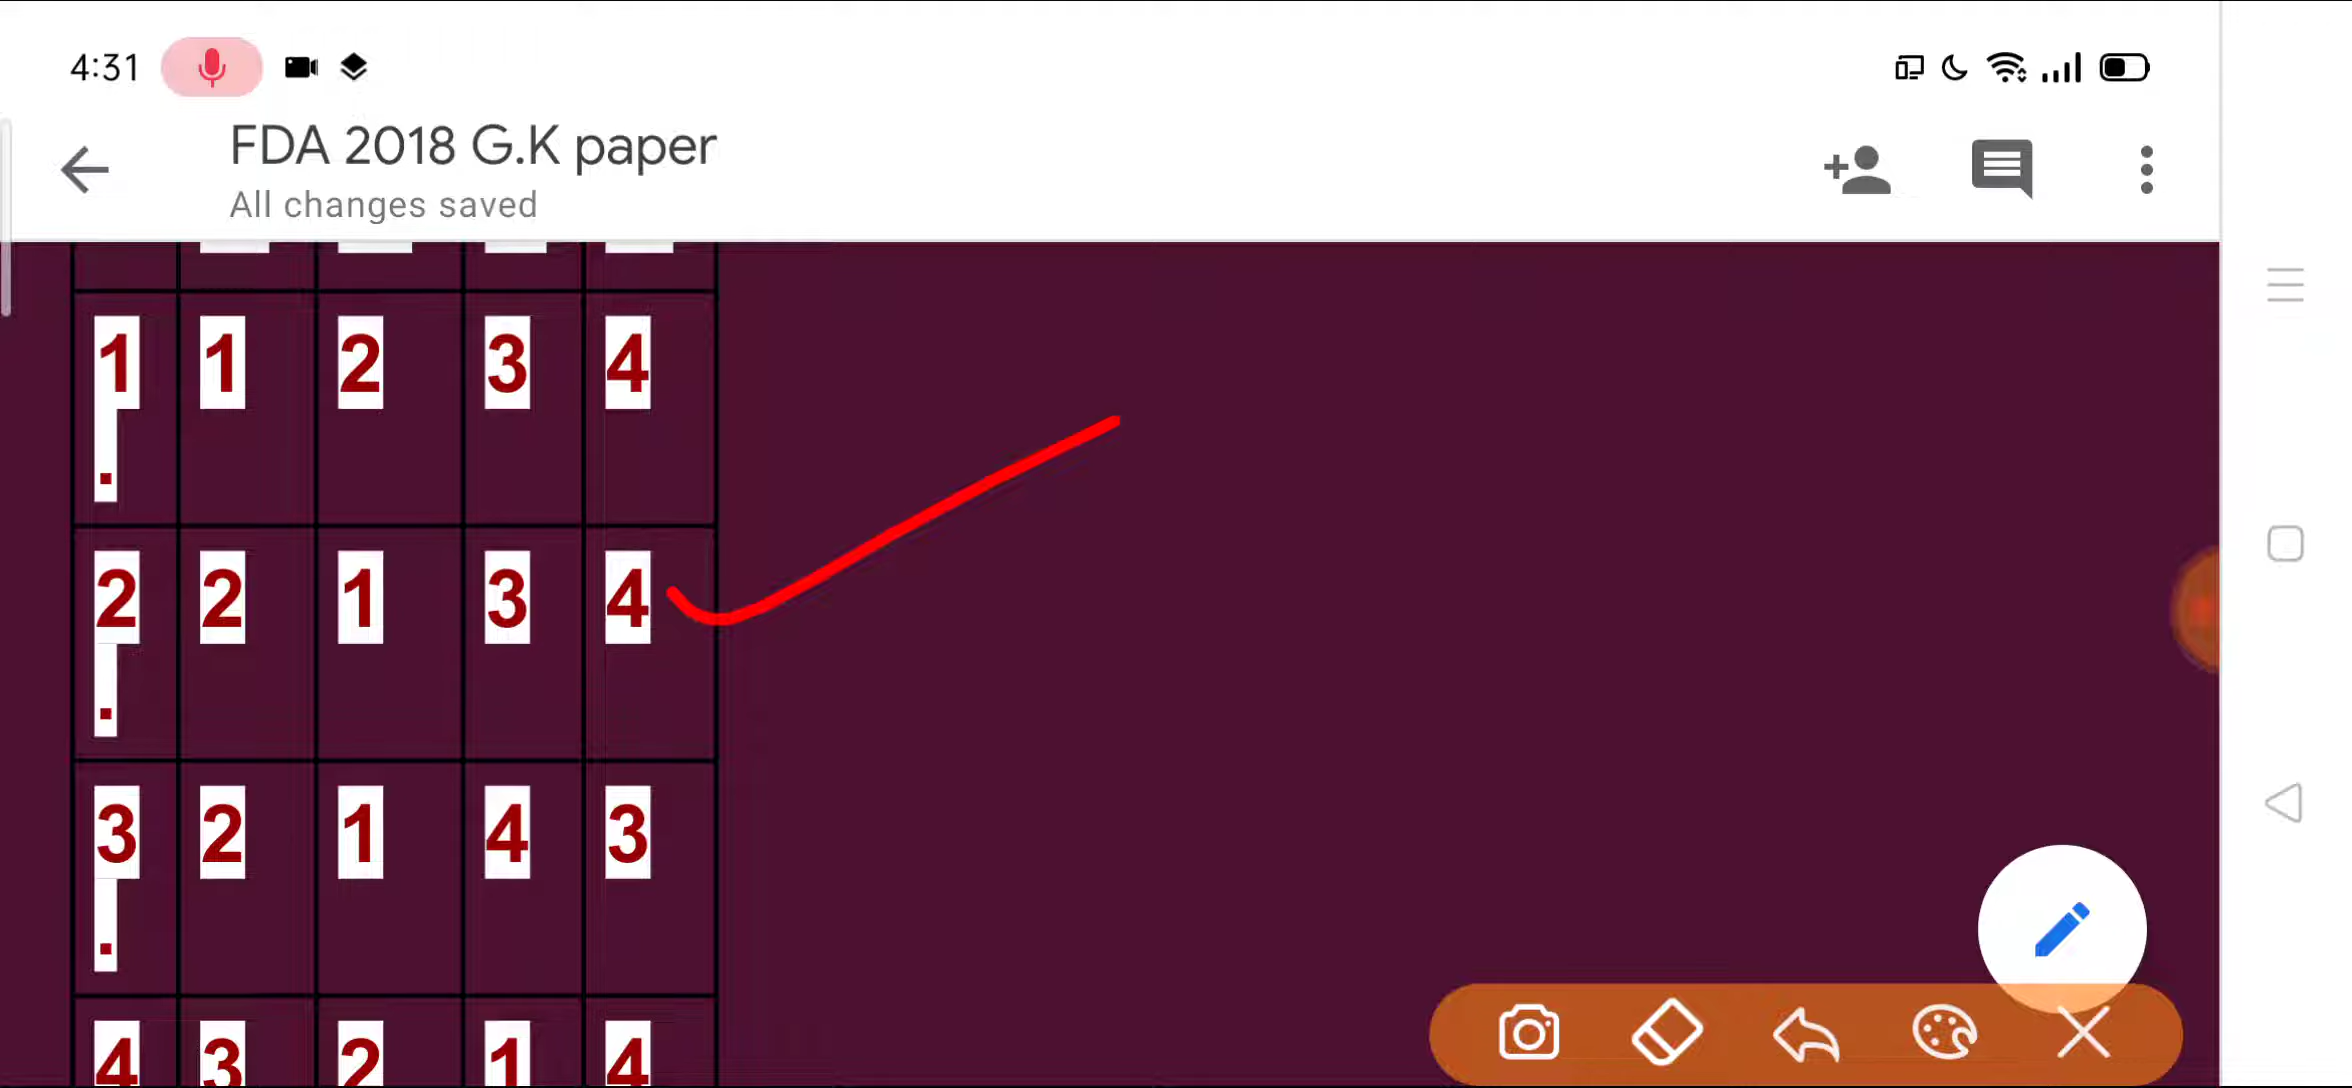 4:31
FDA 2018 G.K paper
All changes saved
1 1 2 3 4
.
2 2 1 3 4
.
3 2 1 4 3
.
4 3 2 1 4